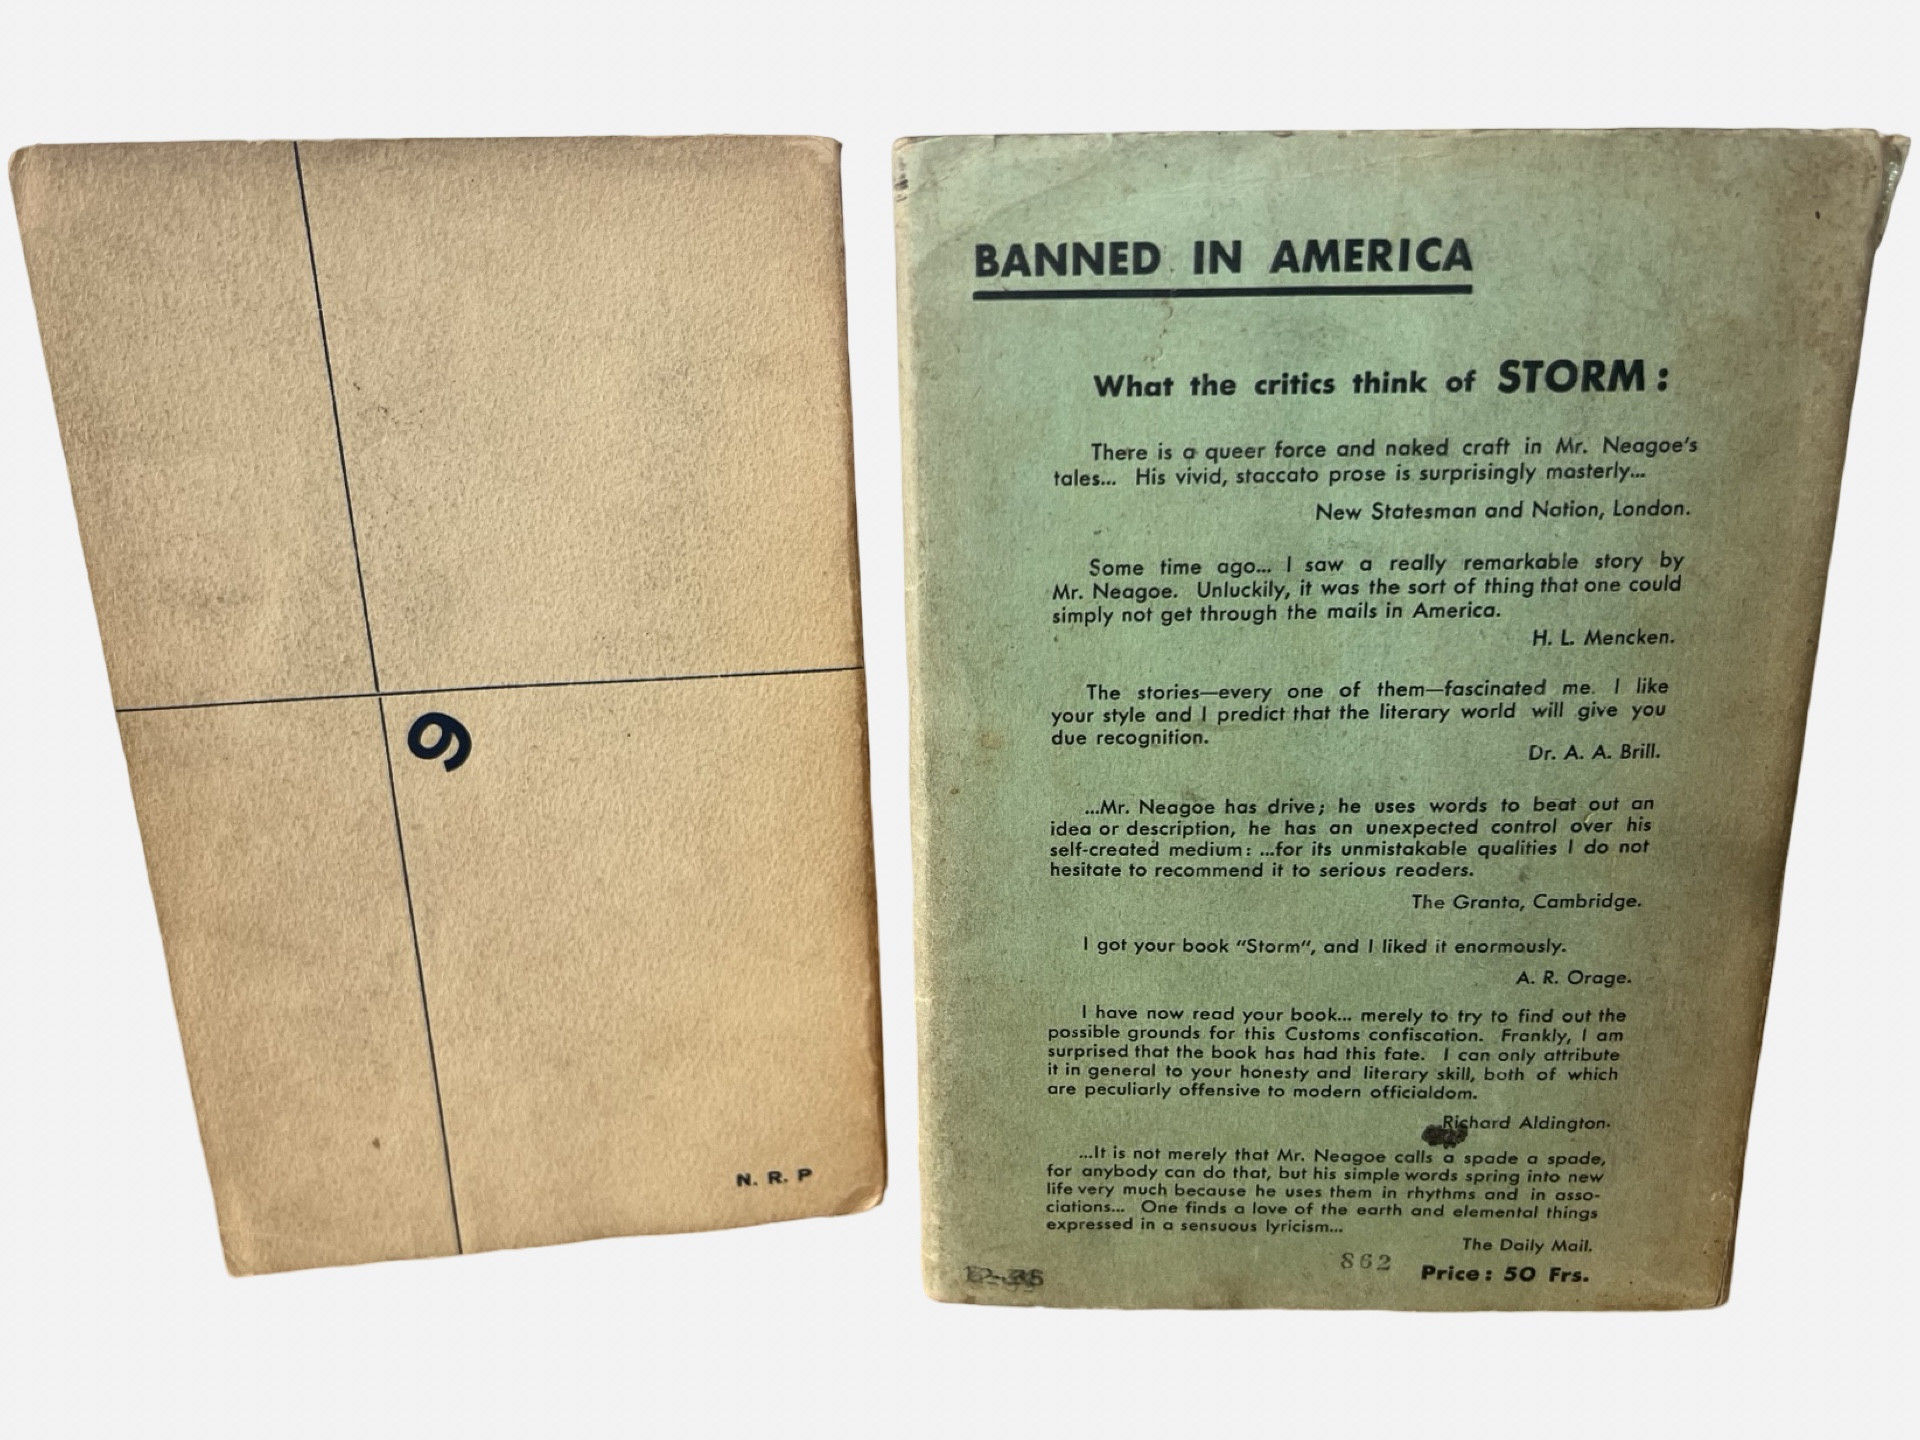 6
N. R. P
BANNED IN AMERICA
What the critics think of STORM :
There is a queer force and naked craft in Mr. Neagoe's
tales... His vivid, staccato prose is surprisingly masterly...
New Statesman and Nation, London.
Some time ago... I saw a really remarkable story by
Mr. Neagoe. Unluckily, it was the sort of thing that one could
simply not get through the mails in America.
H. L. Mencken.
The stories—every one of them—fascinated me. I like
your style and I predict that the literary world will give you
due recognition.
Dr. A. A. Brill.
...Mr. Neagoe has drive; he uses words to beat out an
idea or description, he has an unexpected control over his
self-created medium: ...for its unmistakable qualities I do not
hesitate to recommend it to serious readers.
The Granta, Cambridge.
I got your book "Storm", and I liked it enormously.
A. R. Orage.
I have now read your book... merely to try to find out the
possible grounds for this Customs confiscation. Frankly, I am
surprised that the book has had this fate. I can only attribute
it in general to your honesty and literary skill, both of which
are peculiarly offensive to modern officialdom.
Richard Aldington.
...It is not merely that Mr. Neagoe calls a spade a spade,
for anybody can do that, but his simple words spring into new
life very much because he uses them in rhythms and in asso-
ciations... One finds a love of the earth and elemental things
expressed in a sensuous lyricism...
The Daily Mail.
862
Price : 50 Frs.